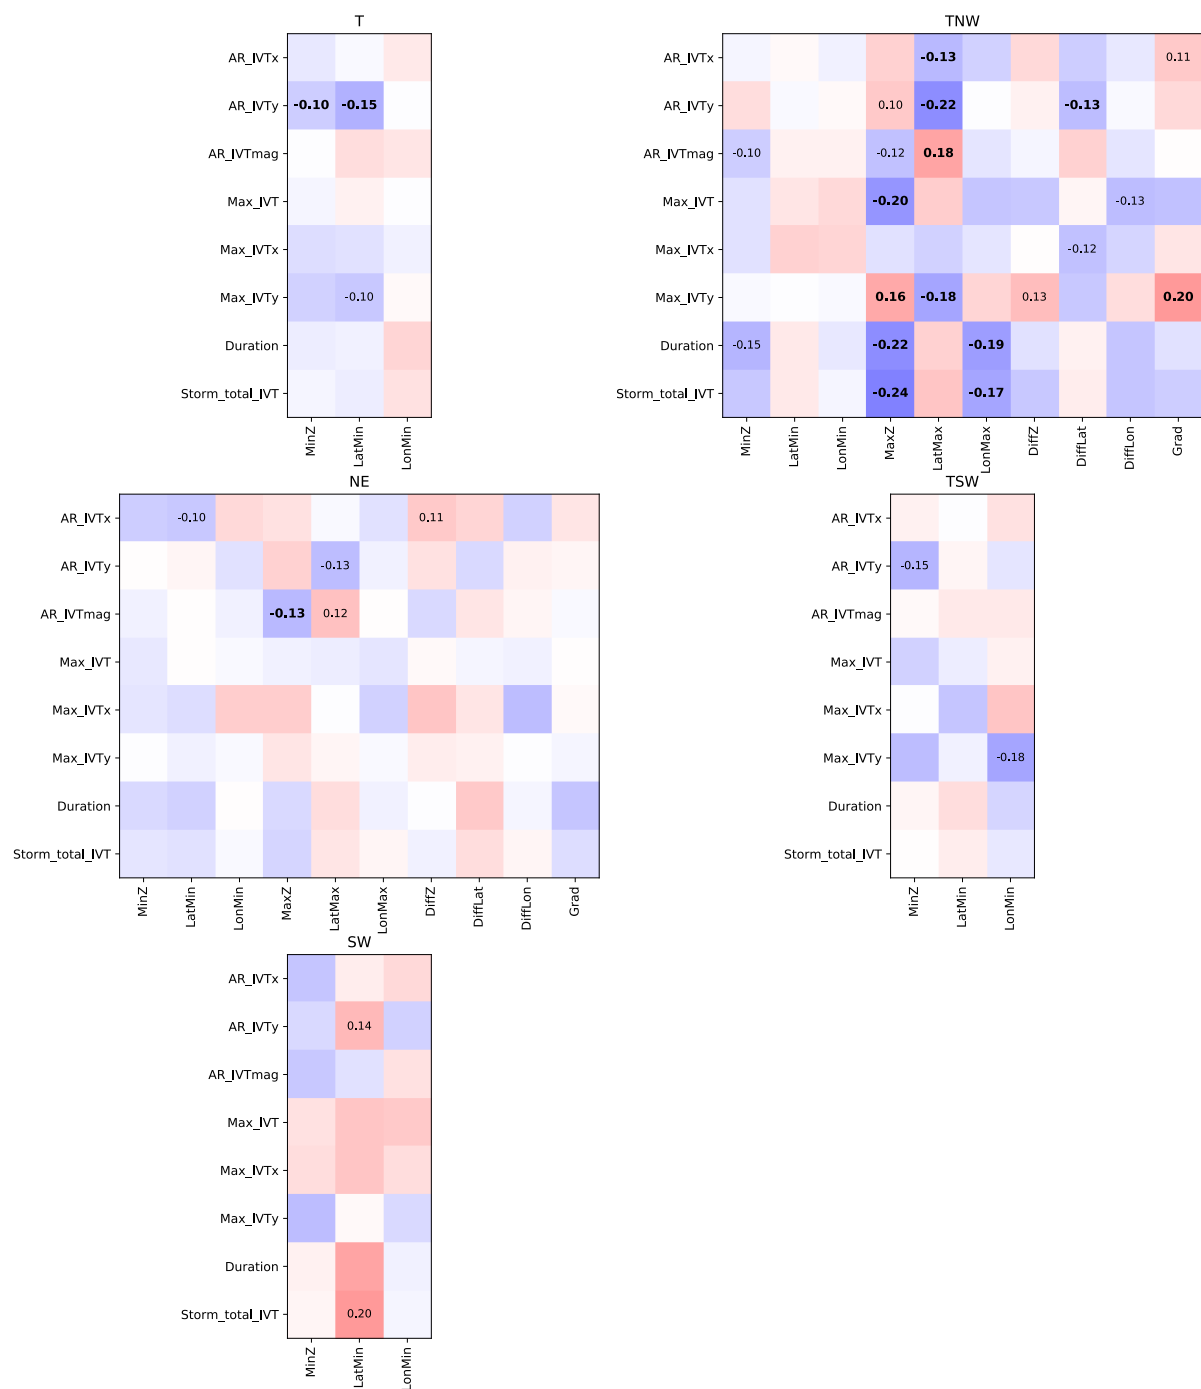 T
AR_IVTx
AR_IVTy -0.10 -0.15
AR_IVTmag
Max_IVT
Max_IVTx
Max_IVTy -0.10
Duration
Storm_total_IVT
MinZ LatMin LonMin
TNW
AR_IVTx -0.13 0.11
AR_IVTy 0.10 -0.22 -0.13
AR_IVTmag -0.10 -0.12 0.18
Max_IVT -0.20 -0.13
Max_IVTx -0.12
Max_IVTy 0.16 -0.18 0.13 0.20
Duration -0.15 -0.22 -0.19
Storm_total_IVT -0.24 -0.17
MinZ LatMin LonMin MaxZ LatMax LonMax DiffZ DiffLat DiffLon Grad
NE
AR_IVTx -0.10 0.11
AR_IVTy -0.13
AR_IVTmag -0.13 0.12
Max_IVT
Max_IVTx
Max_IVTy
Duration
Storm_total_IVT
MinZ LatMin LonMin MaxZ LatMax LonMax DiffZ DiffLat DiffLon Grad
TSW
AR_IVTx
AR_IVTy -0.15
AR_IVTmag
Max_IVT
Max_IVTx
Max_IVTy -0.18
Duration
Storm_total_IVT
MinZ LatMin LonMin
SW
AR_IVTx
AR_IVTy 0.14
AR_IVTmag
Max_IVT
Max_IVTx
Max_IVTy
Duration
Storm_total_IVT 0.20
MinZ LatMin LonMin